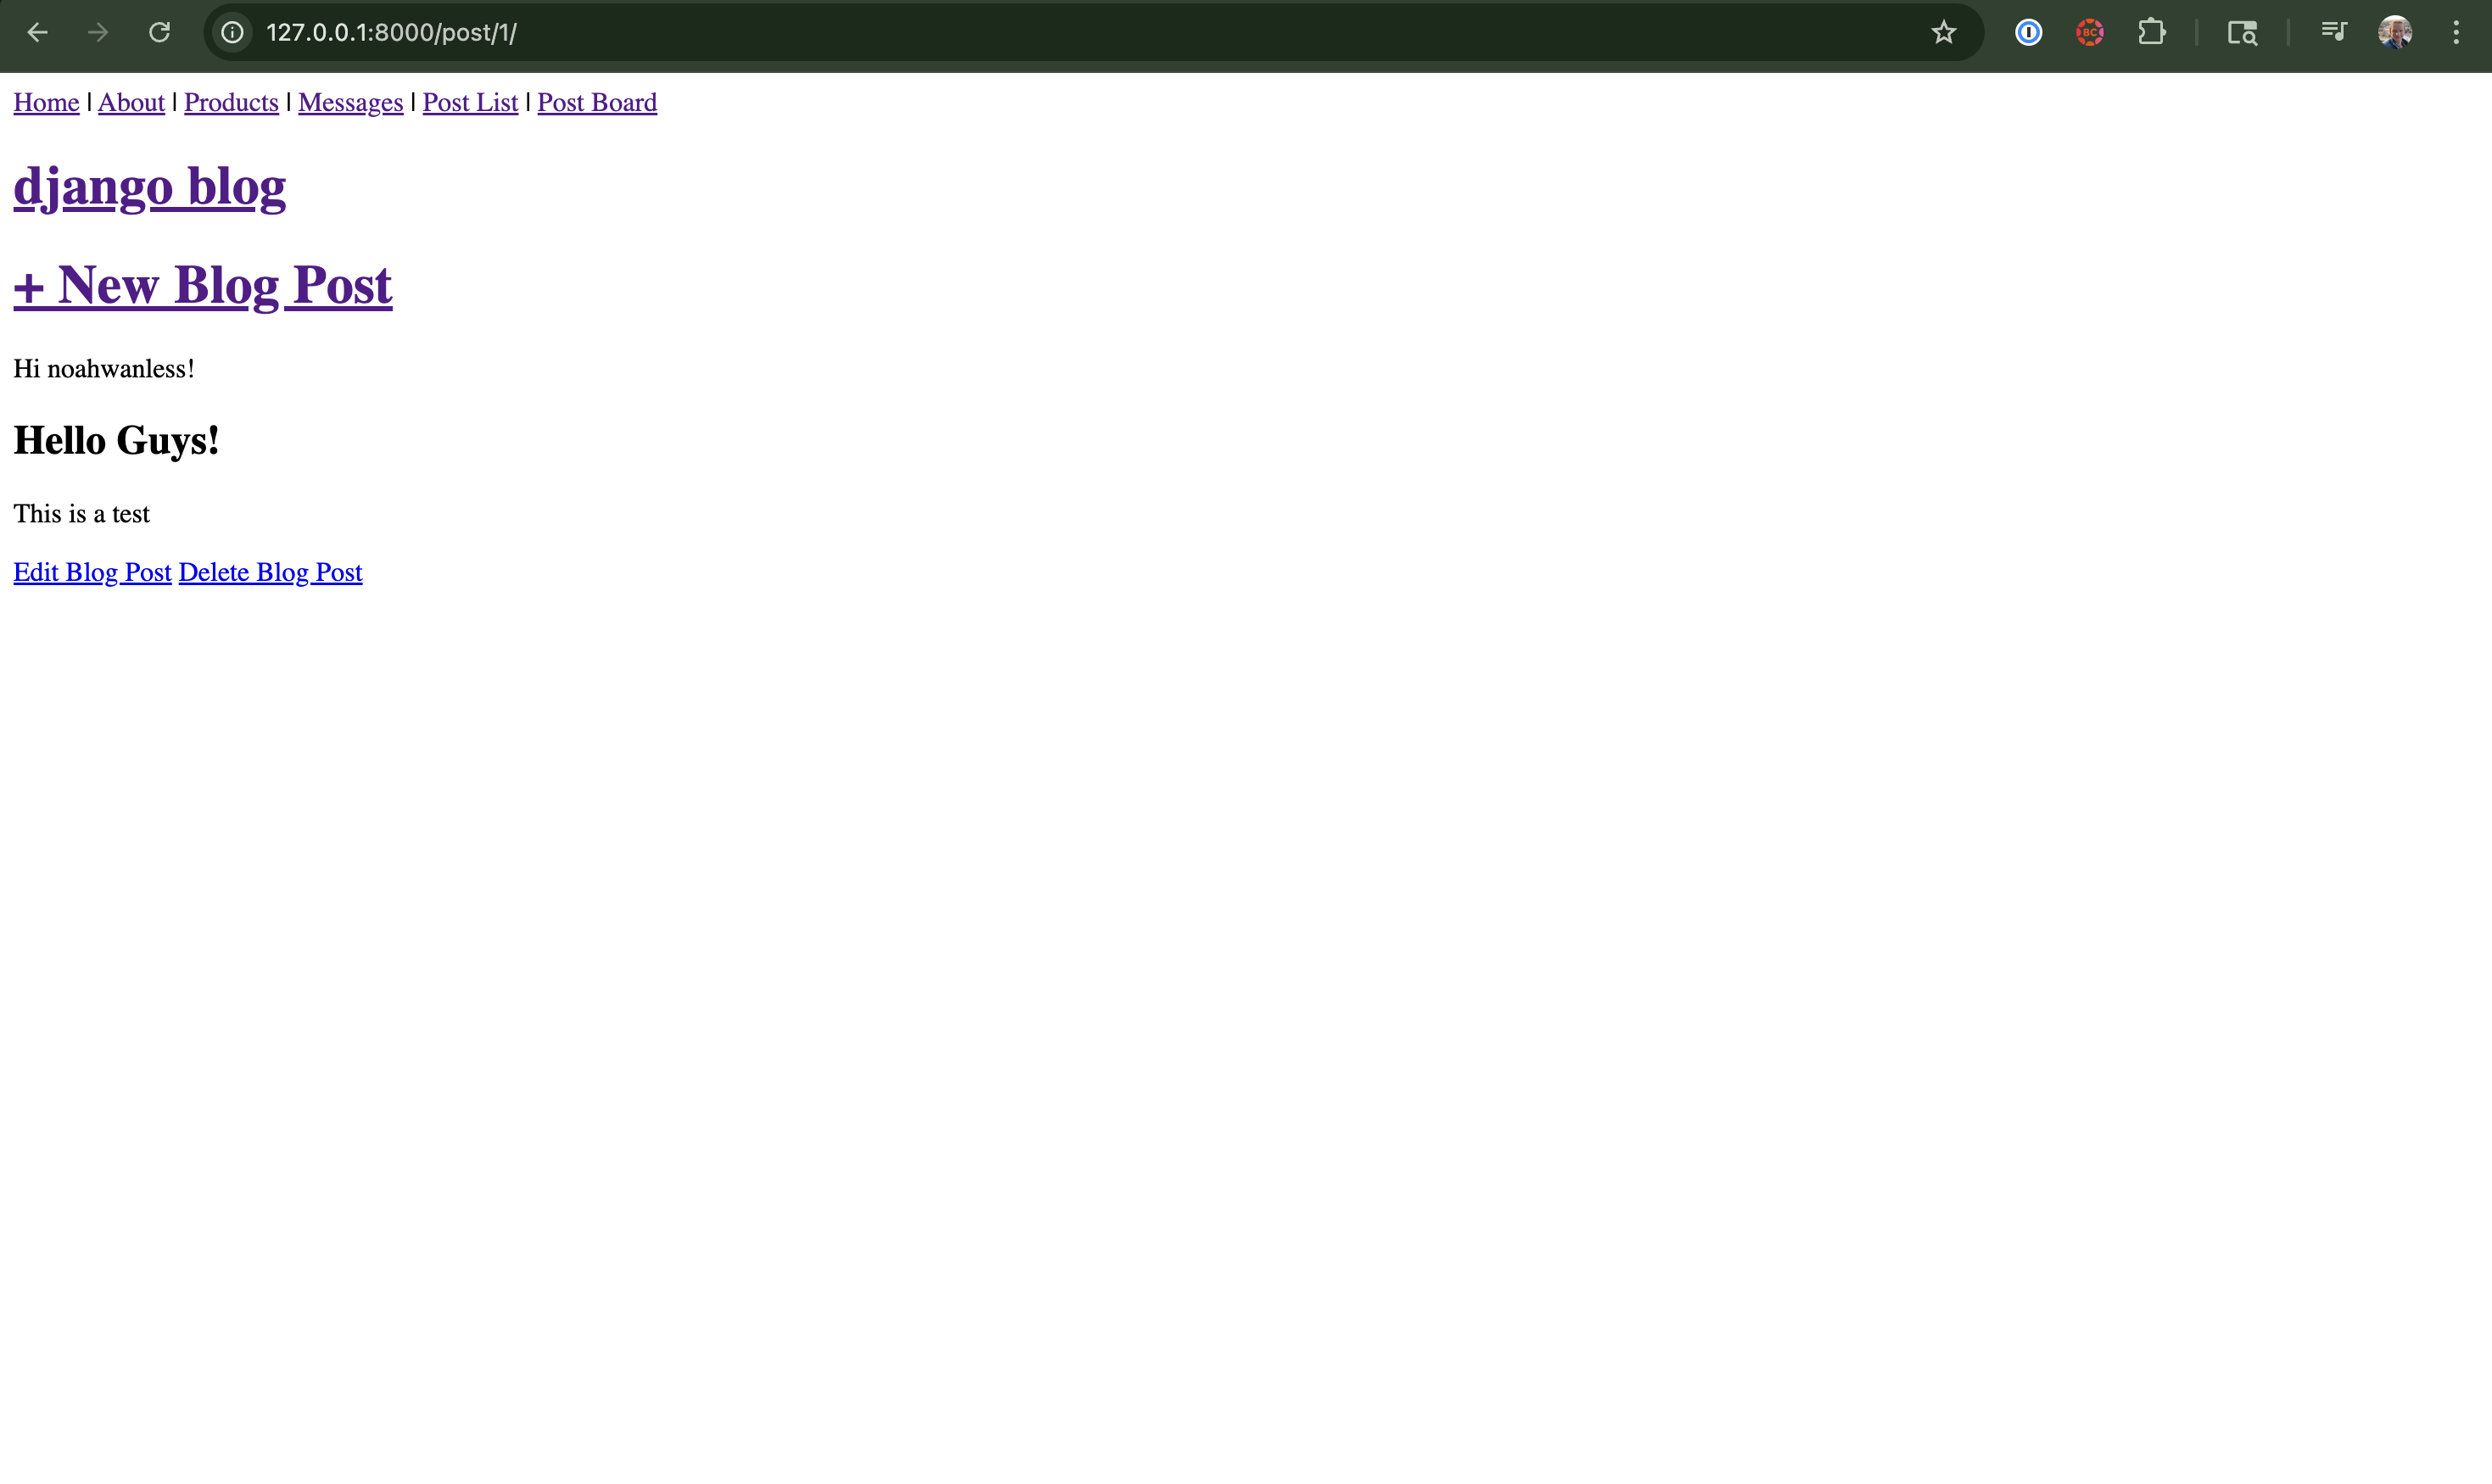 127.0.0.1:8000/post/1/
BC
Home | About | Products | Messages | Post List | Post Board
django blog
+ New Blog Post
Hi noahwanless!
Hello Guys!
This is a test
Edit Blog Post Delete Blog Post